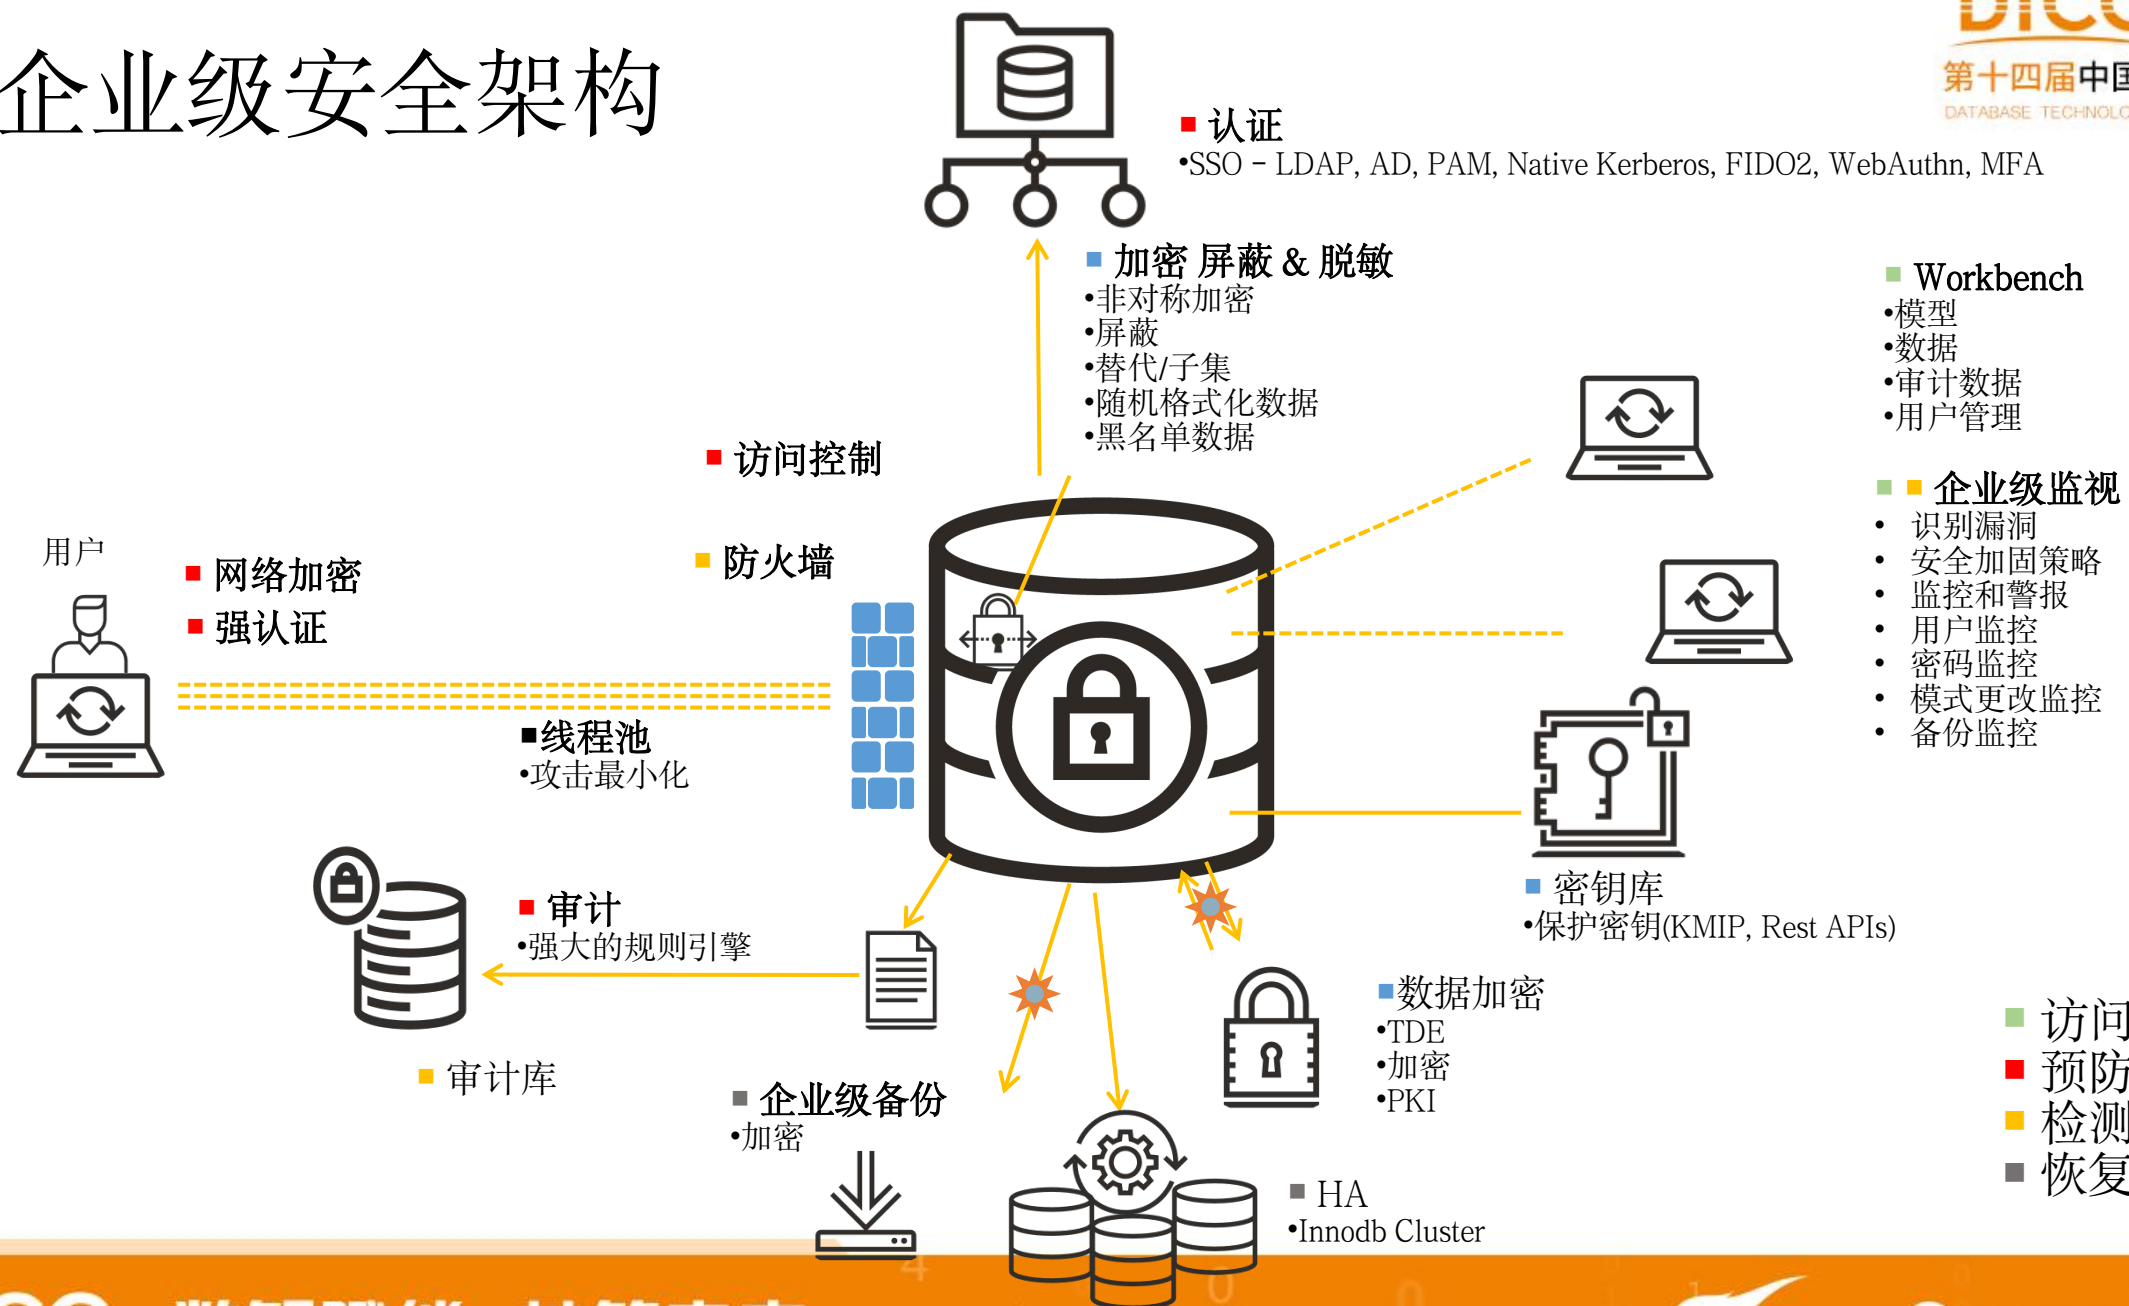 企业级安全架构
第十四届中国
■ 认证
•SSO – LDAP, AD, PAM, Native Kerberos, FIDO2, WebAuthn, MFA
■ 加密 屏蔽 & 脱敏
•非对称加密
•屏蔽
•替代/子集
•随机格式化数据
•黑名单数据
■ Workbench
•模型
•数据
•审计数据
•用户管理
■ 访问控制
■ ■ 企业级监视
• 识别漏洞
• 安全加固策略
• 监控和警报
• 用户监控
• 密码监控
• 模式更改监控
• 备份监控
用户
■ 网络加密
■ 强认证
■ 防火墙
■线程池
•攻击最小化
■ 密钥库
•保护密钥(KMIP, Rest APIs)
■ 审计
•强大的规则引擎
■ 审计库
■数据加密
•TDE
•加密
•PKI
■ 企业级备份
•加密
■ HA
•Innodb Cluster
■ 访问
■ 预防
■ 检测
■ 恢复
DATABASE